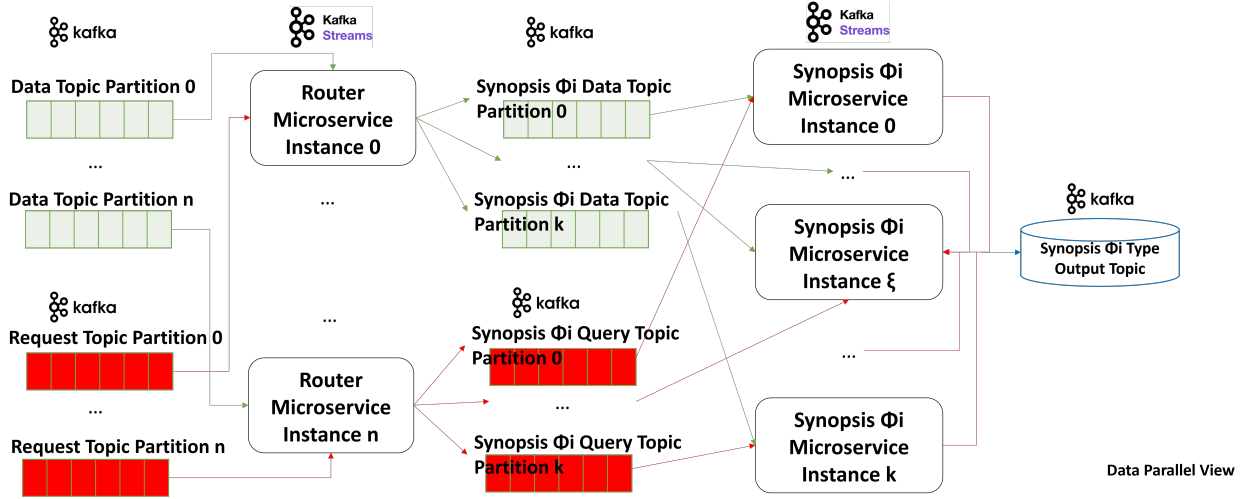 kafka
Kafka
Streams
kafka
Kafka
Streams
Data Topic Partition 0
Router
Microservice
Instance 0
Synopsis Φi Data Topic
Partition 0
Synopsis Φi
Microservice
Instance 0
...
...
...
...
Data Topic Partition n
Synopsis Φi Data Topic
Partition k
Synopsis Φi
Microservice
Instance ξ
kafka
Synopsis Φi Type
Output Topic
kafka
kafka
...
Request Topic Partition 0
Synopsis Φi Query Topic
Partition 0
...
Router
Microservice
Instance n
...
...
Request Topic Partition n
Synopsis Φi Query Topic
Partition k
Synopsis Φi
Microservice
Instance k
Data Parallel View